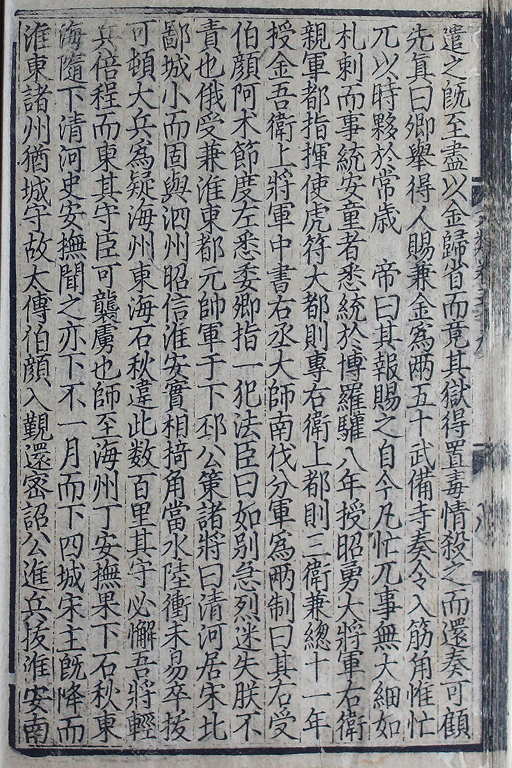 遣之旣至盡以金歸省而竟其獄得置毒情殺之而還奏可顧
先眞曰卿舉得人賜兼金爲兩五十武備寺奏令入筋角惟忙
兀以時夥於常歲　帝曰其報賜之自今凡忙兀事無大細如
札剌而事統安童者悉統於博羅驩八年授昭勇大將軍右衛
親軍都指揮使虎符大都則專右衛上都則三衛兼總十一年
授金吾衛上將軍中書右丞大師南伐分軍爲兩制曰其右受
伯顏阿术節度左悉委卿指一犯法臣曰如别急烈迷失朕不
責也俄受兼淮東都元帥軍于下邳公策諸將曰清河居宋北
鄙城小而固與泗州昭信淮安實相掎角當水陸衝未易卒拔
可頓大兵爲疑海州東海石秋違此数百里其守必懈吾將輕
兵倍程而東其守臣可襲虜也師至海州丁安撫果下石秋東
海隨下清河史安撫聞之亦下不一月而下四城宋主旣降而
淮東諸州猶城守故太傅伯顏入覲還密詔公進兵拔淮安南